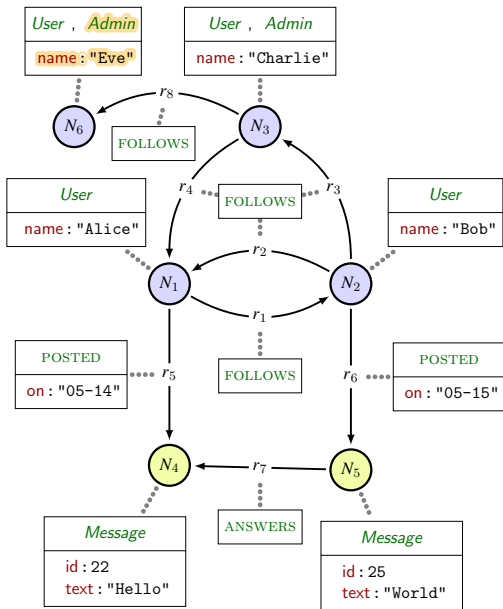 User , Admin
name : "Eve"
User , Admin
name : "Charlie"
r8
N6
N3
FOLLOWS
r4
r3
User
name : "Alice"
FOLLOWS
User
name : "Bob"
r2
N1
N2
r1
POSTED
on : "05-14"
r5
FOLLOWS
r6
POSTED
on : "05-15"
N4
r7
N5
ANSWERS
Message
id : 22
text : "Hello"
Message
id : 25
text : "World"